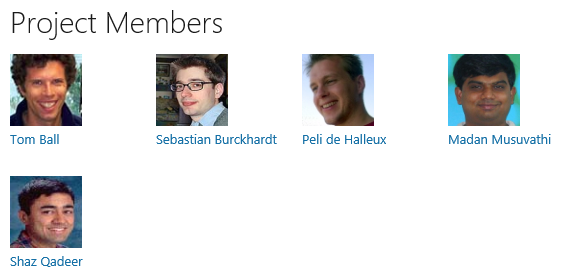 Project Members
Tom Ball Sebastian Burckhardt Peli de Halleux Madan Musuvathi
Shaz Qadeer